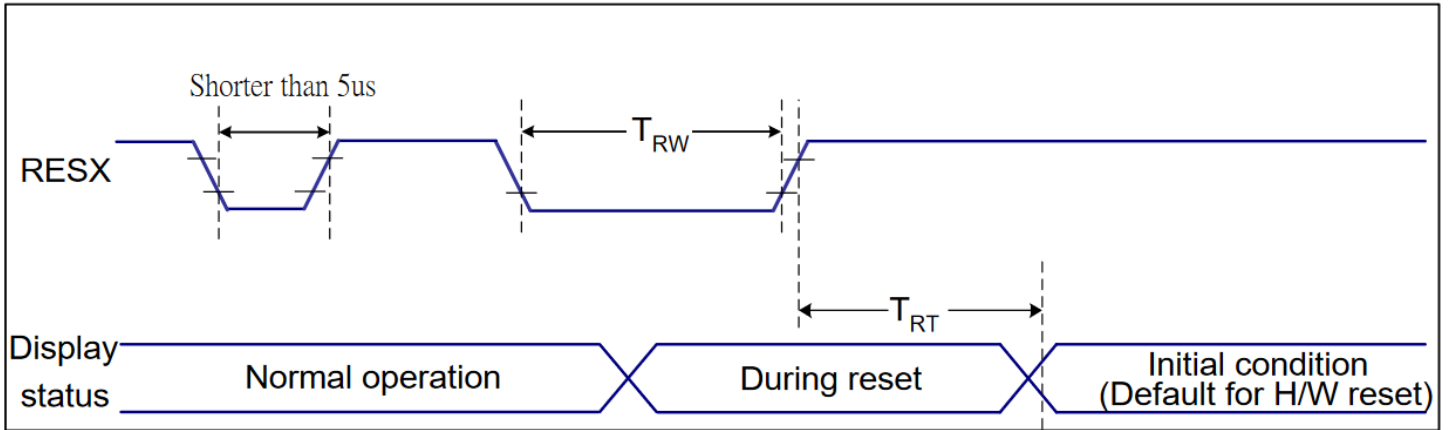 Shorter than 5us
RESX
TRW
TRT
Display
status
Normal operation
During reset
Initial condition
(Default for H/W reset)